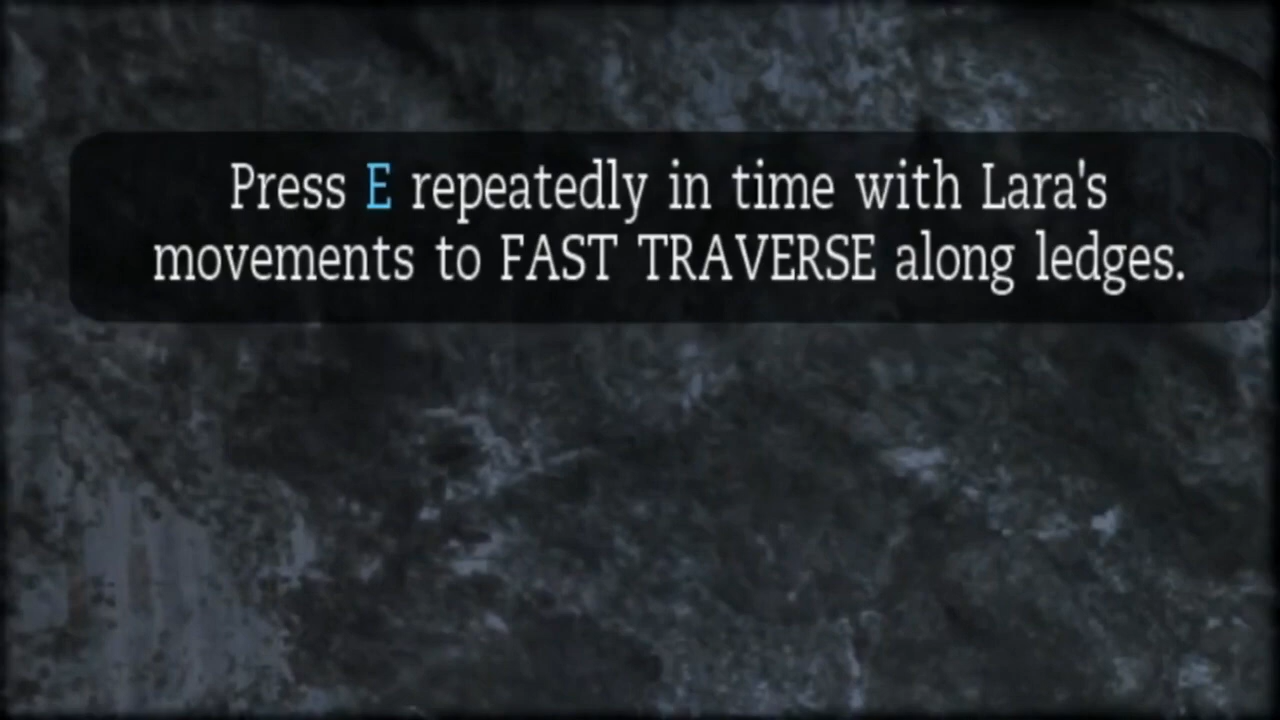 Press E repeatedly in time with Lara's
movements to FAST TRAVERSE along ledges.